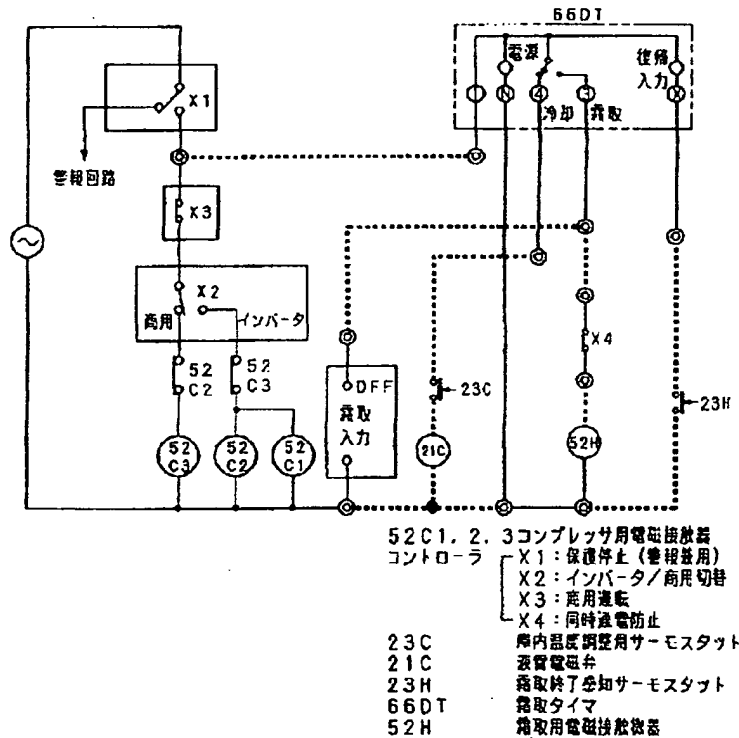 66DT
電源
復帰
入力
X1
1
N
4
3
X
冷却 霜取
警報回路
X3
X2
商用
インバータ
52
C2
52
C3
X4
DFF
霜取
入力
23C
23H
52
C3
52
C2
52
C1
21C
52H
52C1, 2, 3コンプレッサ用電磁接触器
コントローラ
X1:保護停止(警報兼用)
X2:インバータ/商用切替
X3:商用運転
X4:同時通電防止
23C 庫内温度調整用サーモスタット
21C 液管電磁弁
23H 霜取終了感知サーモスタット
66DT 霜取タイマ
52H 霜取用電磁接触機器